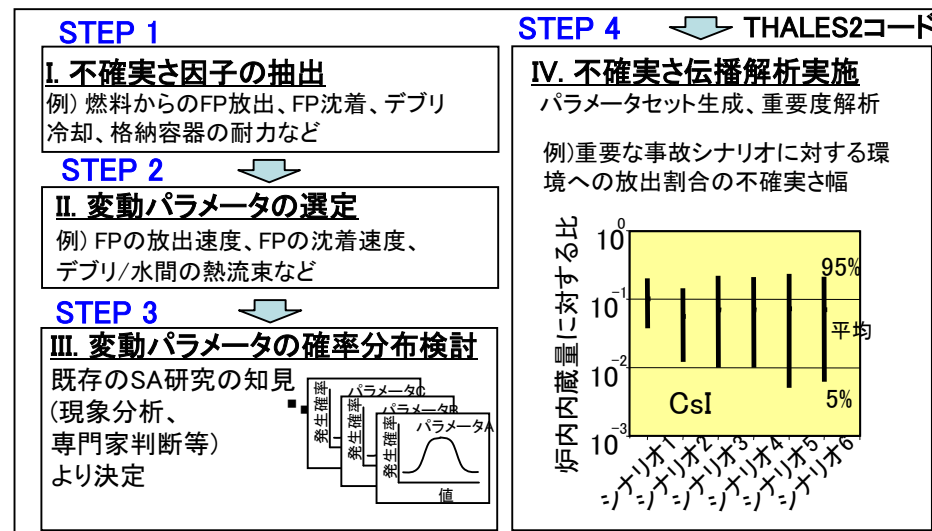 STEP 1
I. 不確実さ因子の抽出
例) 燃料からのFP放出、FP沈着、デブリ
冷却、格納容器の耐力など
STEP 2
II. 変動パラメータの選定
例) FPの放出速度、FPの沈着速度、
デブリ/水間の熱流束など
STEP 3
III. 変動パラメータの確率分布検討
既存のSA研究の知見
(現象分析、
専門家判断等)
より決定
パラメータC
発生確率
パラメータB
発生確率
パラメータA
発生確率
値
STEP 4
THALES2コード
IV. 不確実さ伝播解析実施
パラメータセット生成、重要度解析
例)重要な事故シナリオに対する環
境への放出割合の不確実さ幅
炉内内蔵量に対する比
10^0
10^-1
10^-2
10^-3
95%
平均
5%
CsI
シナリオ1
シナリオ2
シナリオ3
シナリオ4
シナリオ5
シナリオ6